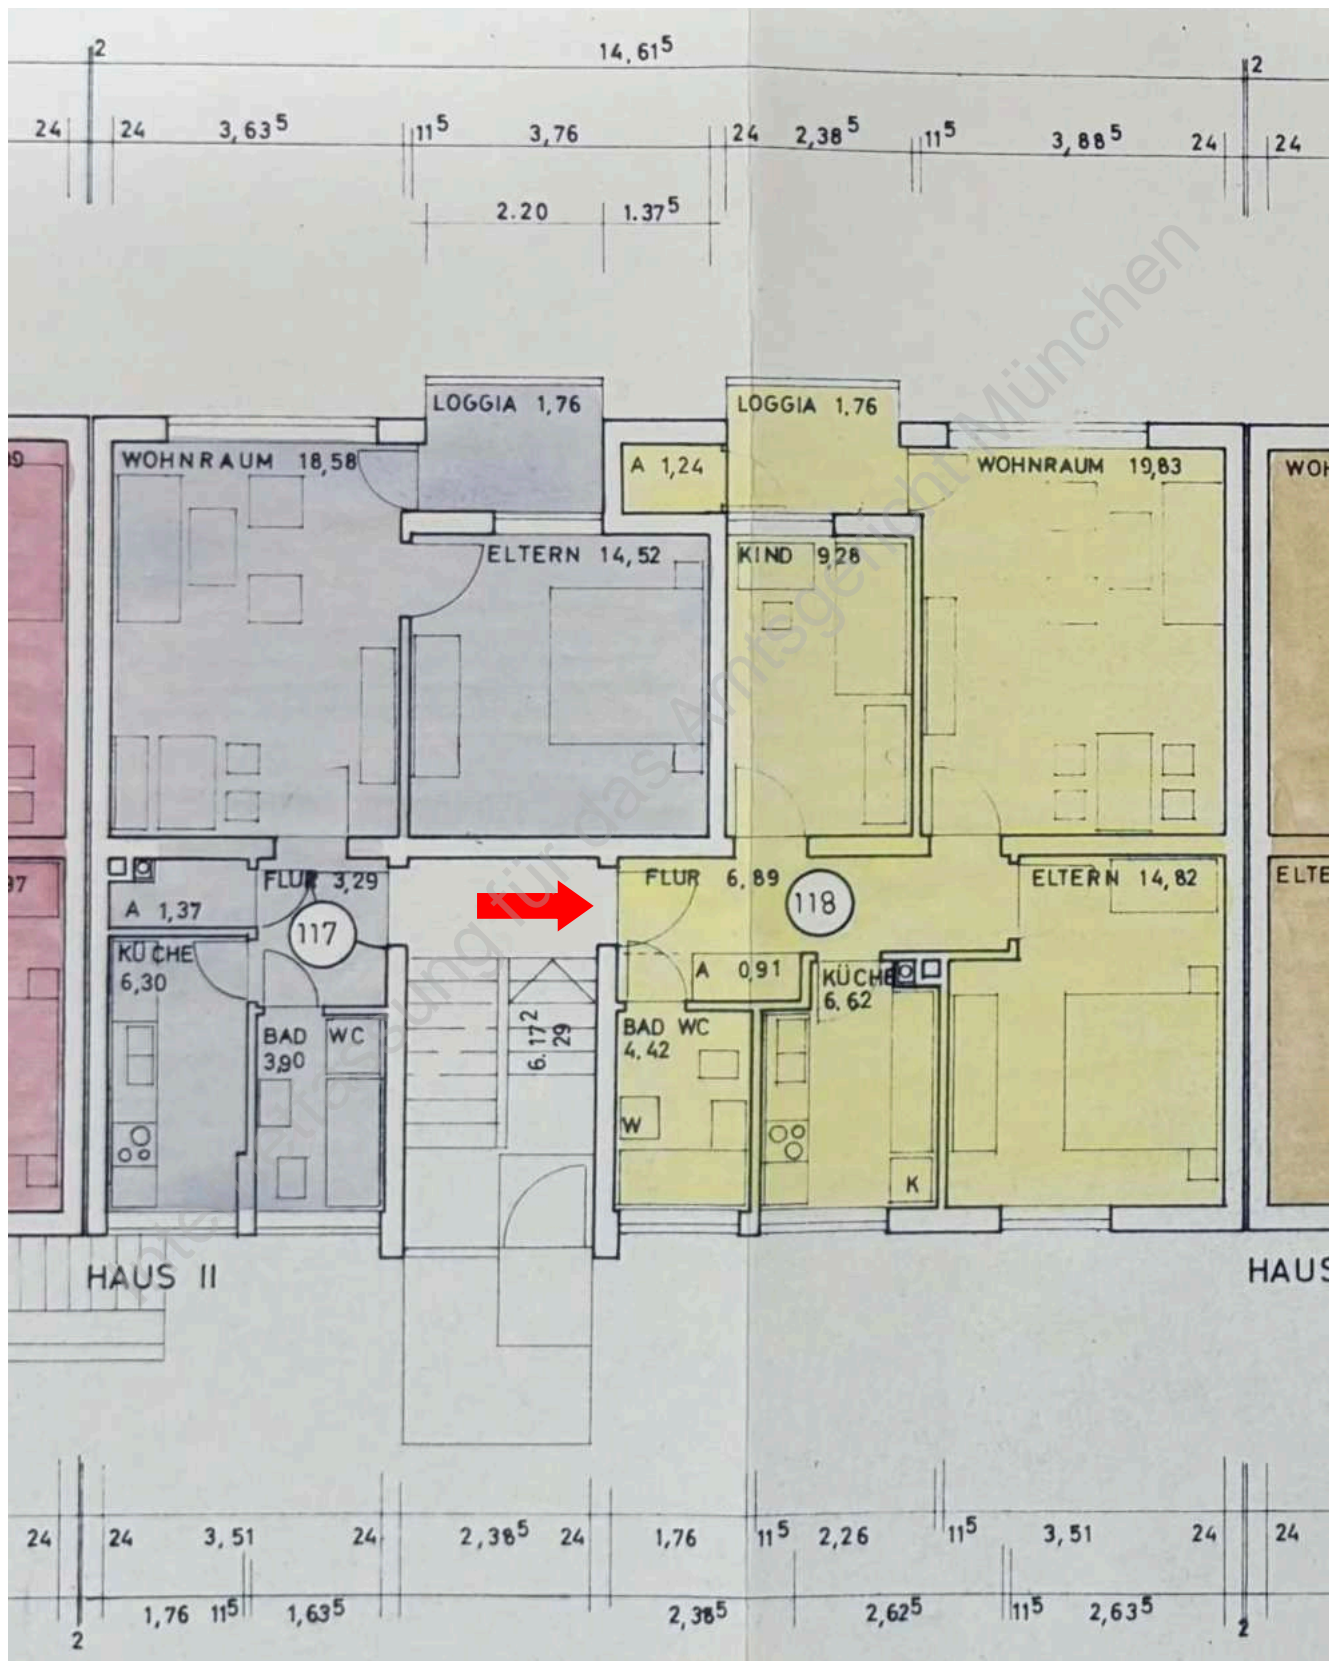 2 14,61⁵ 2
24 24 3,63⁵ 11⁵ 3,76 24 2,38⁵ 11⁵ 3,88⁵ 24 24
2.20 1.37⁵
LOGGIA 1,76 LOGGIA 1,76
WOHNRAUM 18,58 A 1,24 WOHNRAUM 19,83
ELTERN 14,52 KIND 9,28
FLUR 3,29 FLUR 6,89 ELTERN 14,82
A 1,37
117 118
KÜCHE
6,30
A 0,91
KÜCHE
6.62
6.17²
29
BAD WC
3,90
BAD WC
4,42
W
K
HAUS II HAUS
24 24 3,51 24 2,38⁵ 24 1,76 11⁵ 2,26 11⁵ 3,51 24 24
1,76 11⁵ 1,63⁵ 2,38⁵ 2,62⁵ 11⁵ 2,63⁵
2 2
für das Amtsgericht München